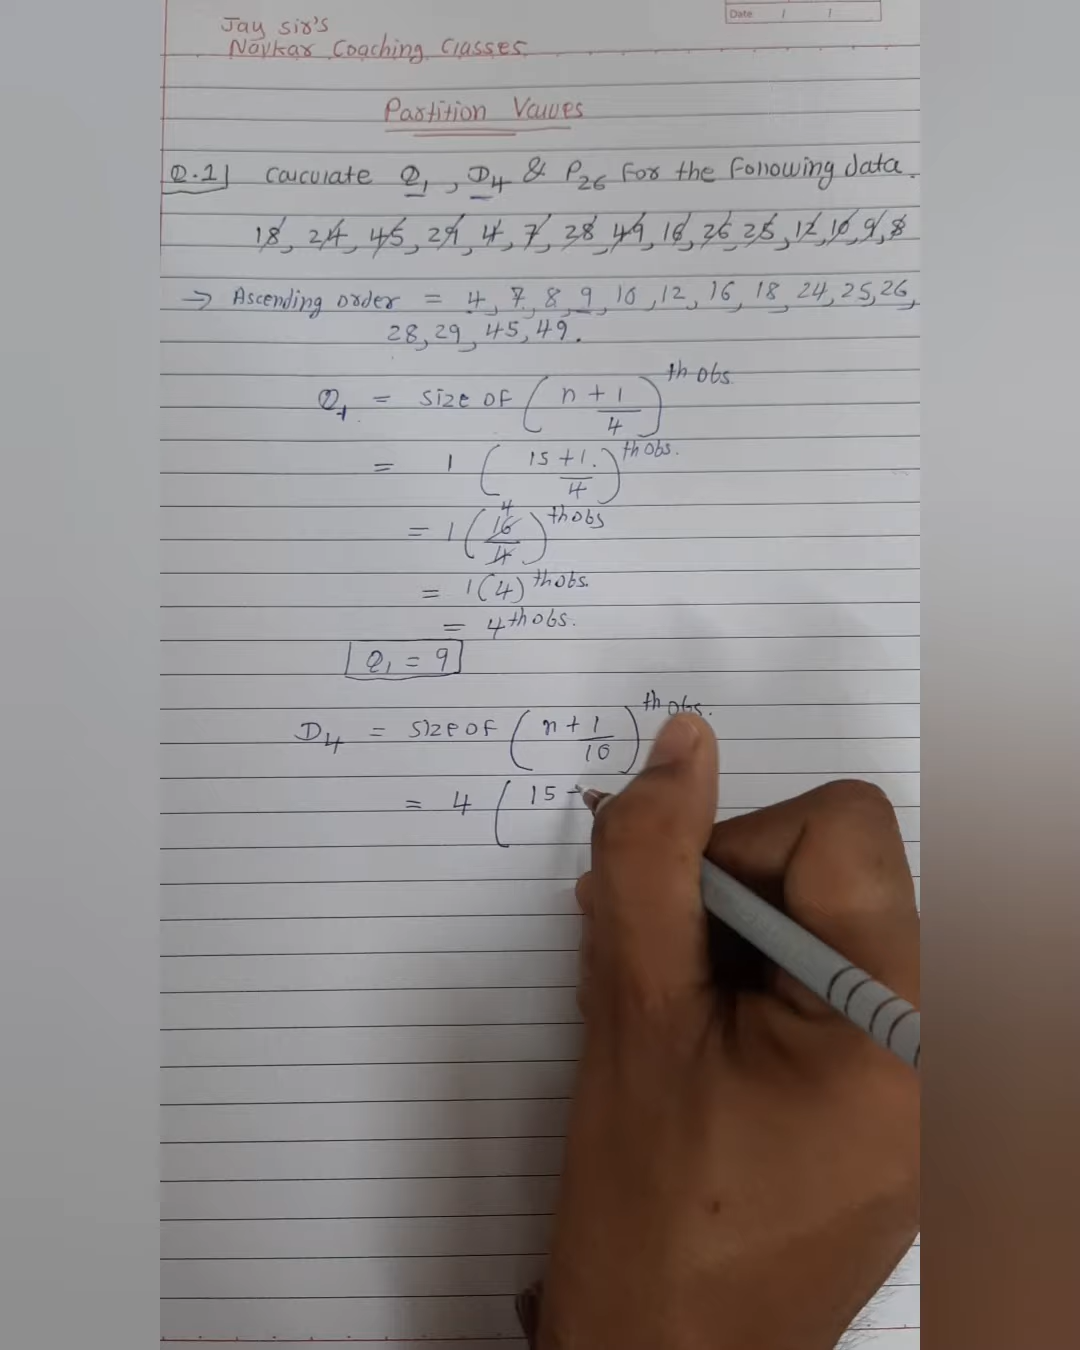 Date / /
Jay Sir's
Navkar Coaching Classes
Partition Values
Q.1] Calculate Q₁, D₄ & P₂₆ For the Following data.
18, 24, 45, 29, 4, 7, 28, 49, 16, 26, 25, 12, 10, 9, 8
→ Ascending order = 4, 7, 8, 9, 10, 12, 16, 18, 24, 25, 26,
28, 29, 45, 49.
Q₁ = Size OF ( n + 1 / 4 ) th obs.
= 1 ( 15 + 1 / 4 ) th obs.
= 1 ( 16 / 4 ) th obs 4
= 1 (4) th obs.
= 4 th obs.
Q₁ = 9
D₄ = Size OF ( n + 1 / 10 ) th obs.
= 4 ( 15 +